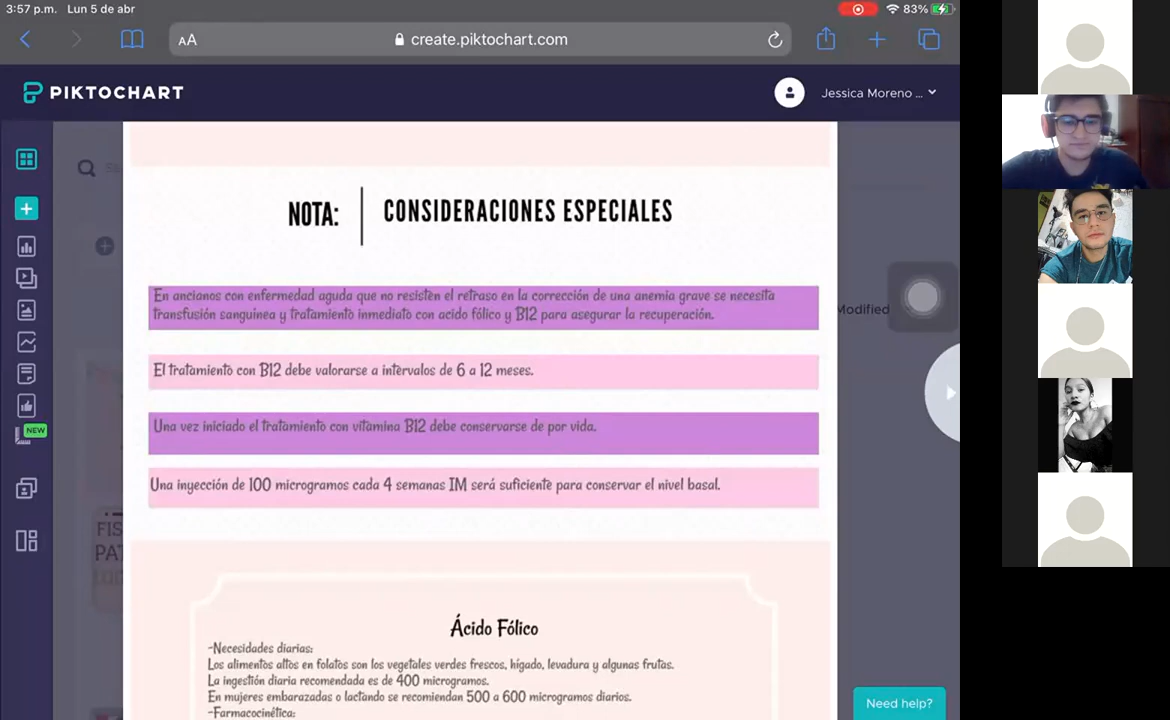 3:57 p.m. Lun 5 de abr
83%
AA
create.piktochart.com
PIKTOCHART
Jessica Moreno ...
NOTA:
CONSIDERACIONES ESPECIALES
En ancianos con enfermedad aguda que no resisten el retraso en la corrección de una anemia grave se necesita
transfusión sanguinea y tratamiento inmediato con acido fólico y B12 para asegurar la recuperación.
Modified
El tratamiento con B12 debe valorarse a intervalos de 6 a 12 meses.
Una vez iniciado el tratamiento con vitamina B12 debe conservarse de por vida.
NEW
Una inyección de 100 microgramos cada 4 semanas IM será suficiente para conservar el nivel basal.
FIS
PAT
Ácido Fólico
-Necesidades diarias:
Los alimentos altos en folatos son los vegetales verdes frescos, hígado, levadura y algunas frutas.
La ingestión diaria recomendada es de 400 microgramos.
En mujeres embarazadas o lactando se recomiendan 500 a 600 microgramos diarios.
-Farmacocinética:
Need help?